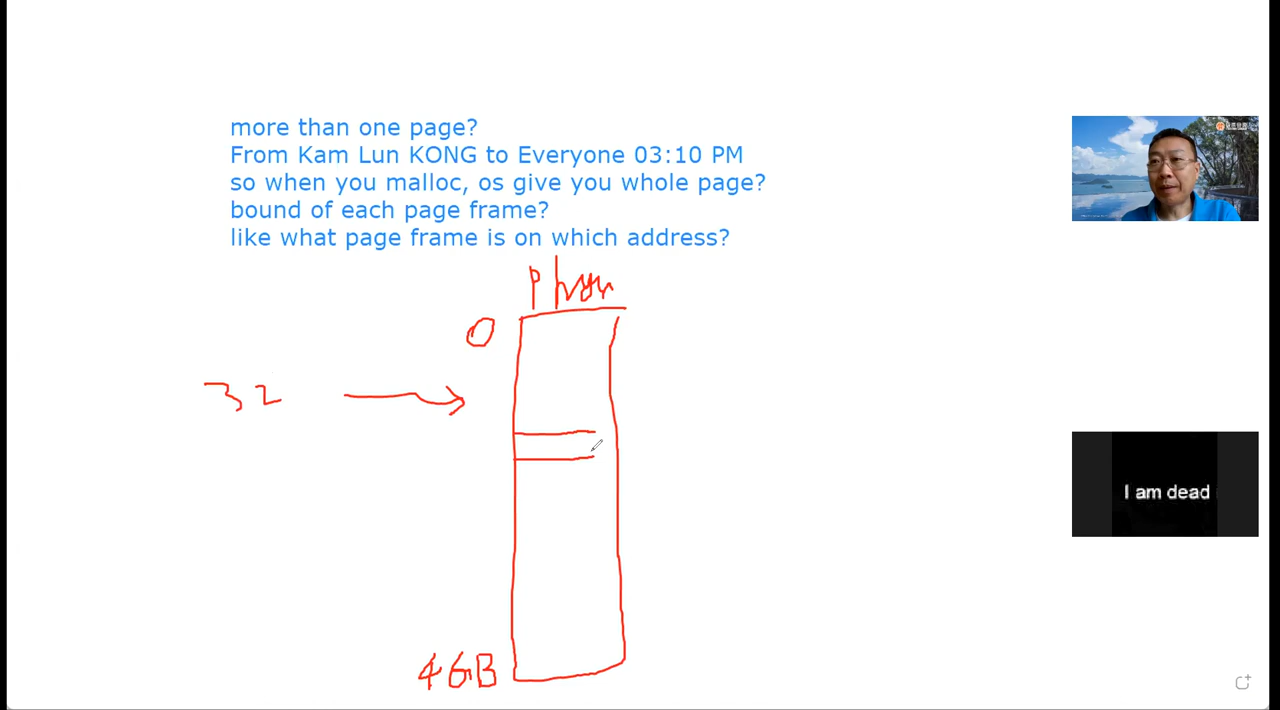 more than one page?
From Kam Lun KONG to Everyone 03:10 PM
so when you malloc, os give you whole page?
bound of each page frame?
like what page frame is on which address?
0
32
4GB
I am dead